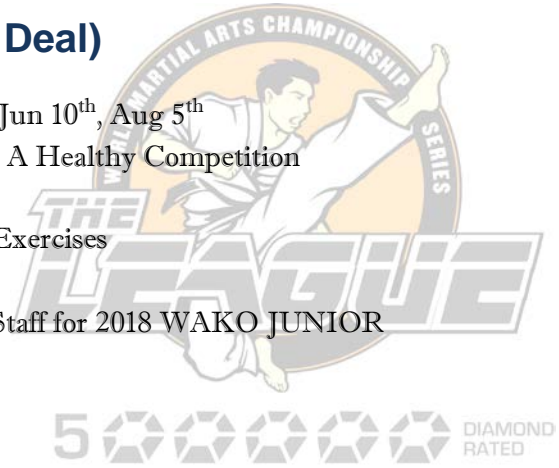 Deal)
WORLD MARTIAL ARTS CHAMPIONSHIP SERIES
Jun 10th, Aug 5th
A Healthy Competition
THE
Exercises
LEAGUE
Staff for 2018 WAKO JUNIOR
5 DIAMOND
RATED